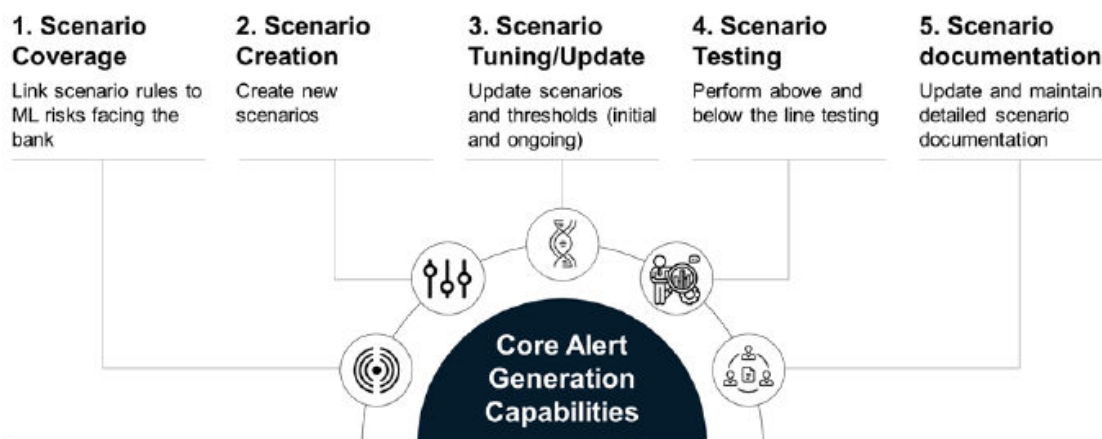 1. Scenario
Coverage
Link scenario rules to
ML risks facing the
bank
2. Scenario
Creation
Create new
scenarios
3. Scenario
Tuning/Update
Update scenarios
and thresholds (initial
and ongoing)
4. Scenario
Testing
Perform above and
below the line testing
5. Scenario
documentation
Update and maintain
detailed scenario
documentation
Core Alert
Generation
Capabilities